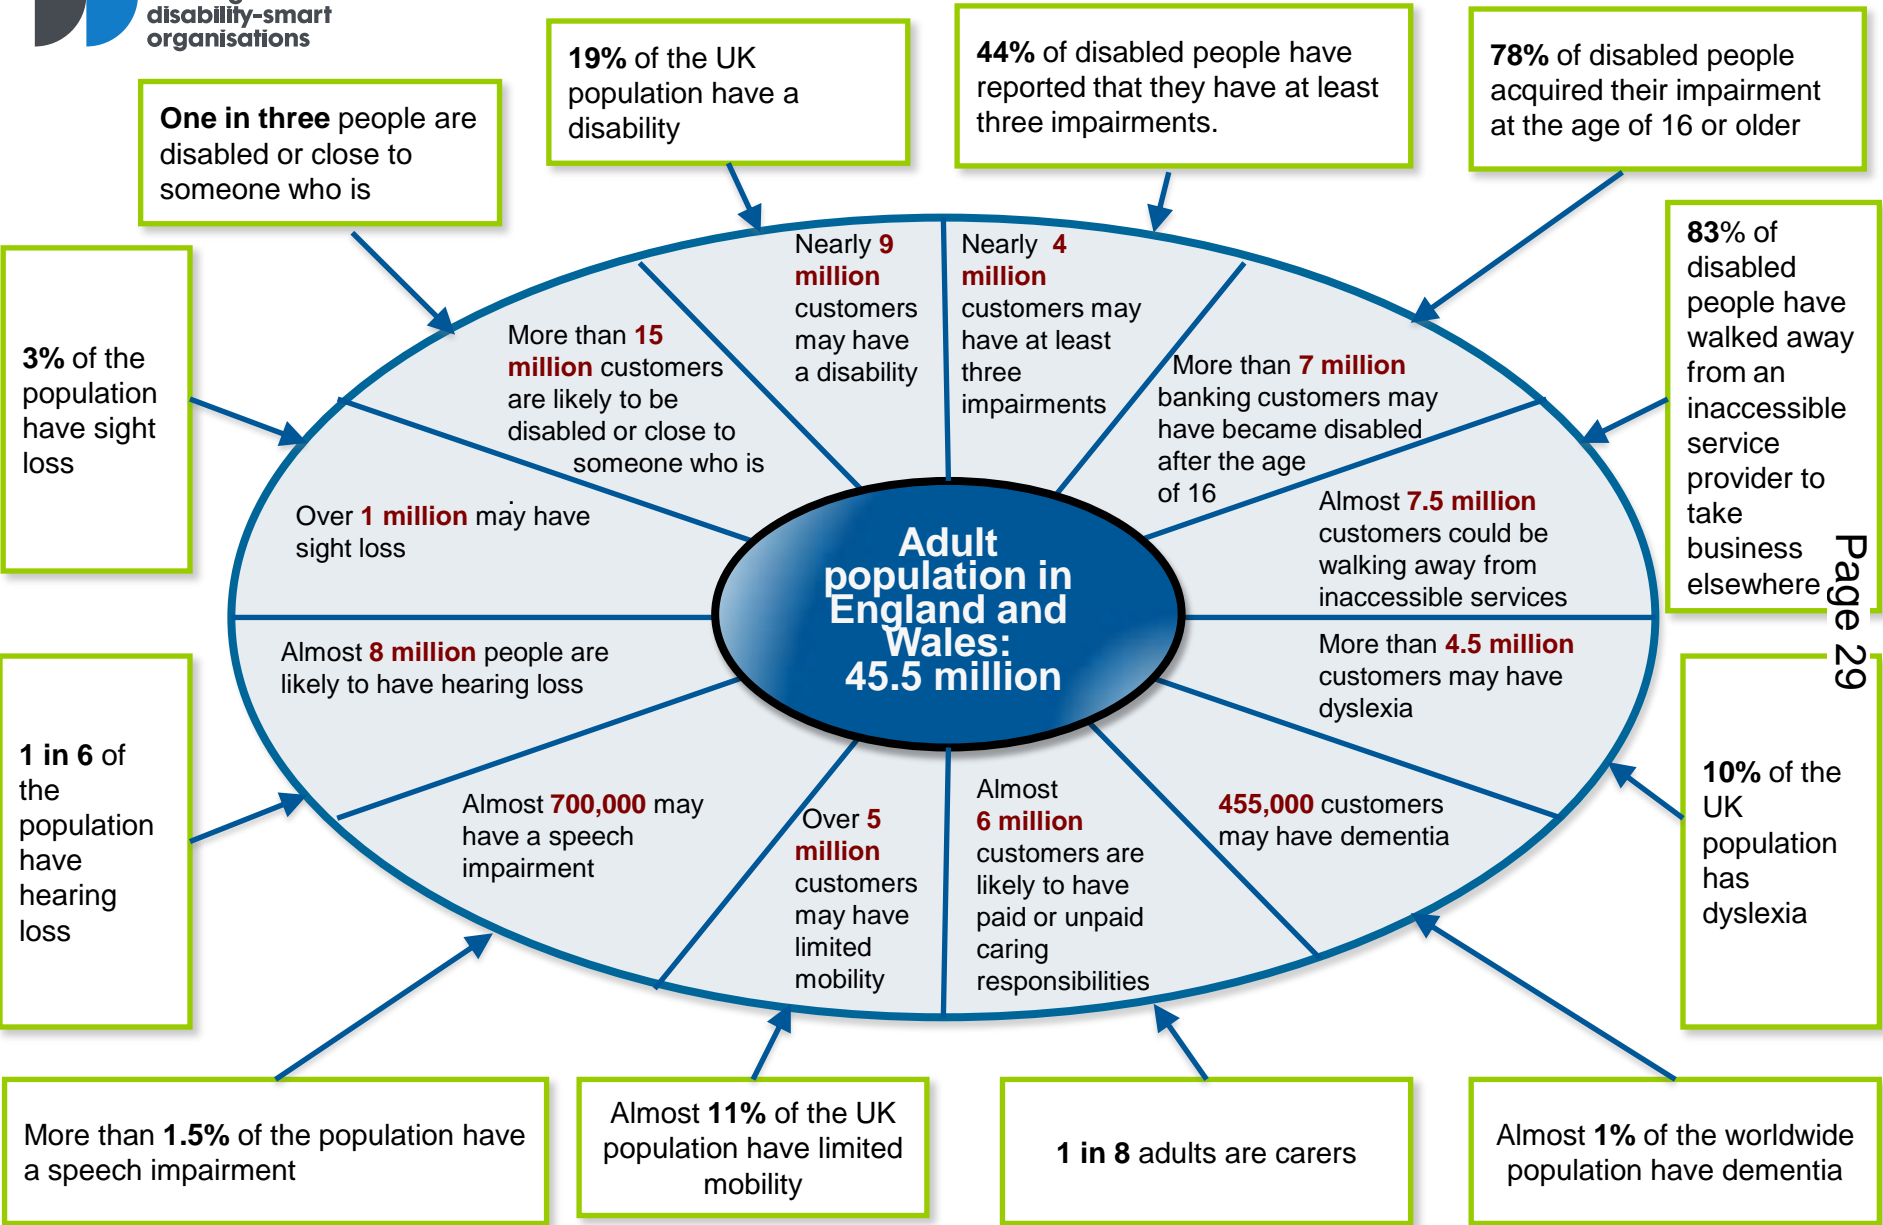 disability-smart
organisations
19% of the UK
population have a
disability
44% of disabled people have
reported that they have at least
three impairments.
78% of disabled people
acquired their impairment
at the age of 16 or older
One in three people are
disabled or close to
someone who is
83% of
disabled
people have
walked away
from an
inaccessible
service
provider to
take
business
elsewhere
3% of the
population
have sight
loss
Nearly 9
million
customers
may have
a disability
Nearly 4
million
customers may
have at least
three
impairments
More than 15
million customers
are likely to be
disabled or close to
someone who is
More than 7 million
banking customers may
have became disabled
after the age
of 16
Over 1 million may have
sight loss
Almost 7.5 million
customers could be
walking away from
inaccessible services
Adult
population in
England and
Wales:
45.5 million
Page 29
Almost 8 million people are
likely to have hearing loss
More than 4.5 million
customers may have
dyslexia
1 in 6 of
the
population
have
hearing
loss
10% of the
UK
population
has
dyslexia
Almost 700,000 may
have a speech
impairment
Over 5
million
customers
may have
limited
mobility
Almost
6 million
customers are
likely to have
paid or unpaid
caring
responsibilities
455,000 customers
may have dementia
More than 1.5% of the population have
a speech impairment
Almost 11% of the UK
population have limited
mobility
1 in 8 adults are carers
Almost 1% of the worldwide
population have dementia